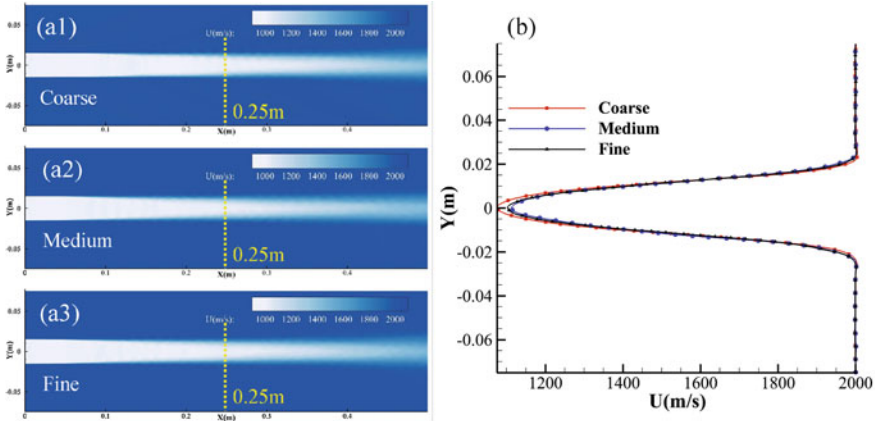 (a1)
U(m/s):
1000 1200 1400 1600 1800 2000
0.05
0
-0.05
Y(m)
Coarse
0.25m
0 0.1 0.2 0.3 0.4
X(m)
(a2)
U(m/s):
1000 1200 1400 1600 1800 2000
0.05
0
-0.05
Y(m)
Medium
0.25m
0 0.1 0.2 0.3 0.4
X(m)
(a3)
U(m/s):
1000 1200 1400 1600 1800 2000
0.05
0
-0.05
Y(m)
Fine
0.25m
0 0.1 0.2 0.3 0.4
X(m)
(b)
Coarse
Medium
Fine
0.06
0.04
0.02
0
-0.02
-0.04
-0.06
Y(m)
1200 1400 1600 1800 2000
U(m/s)